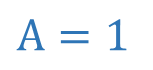 A = 1